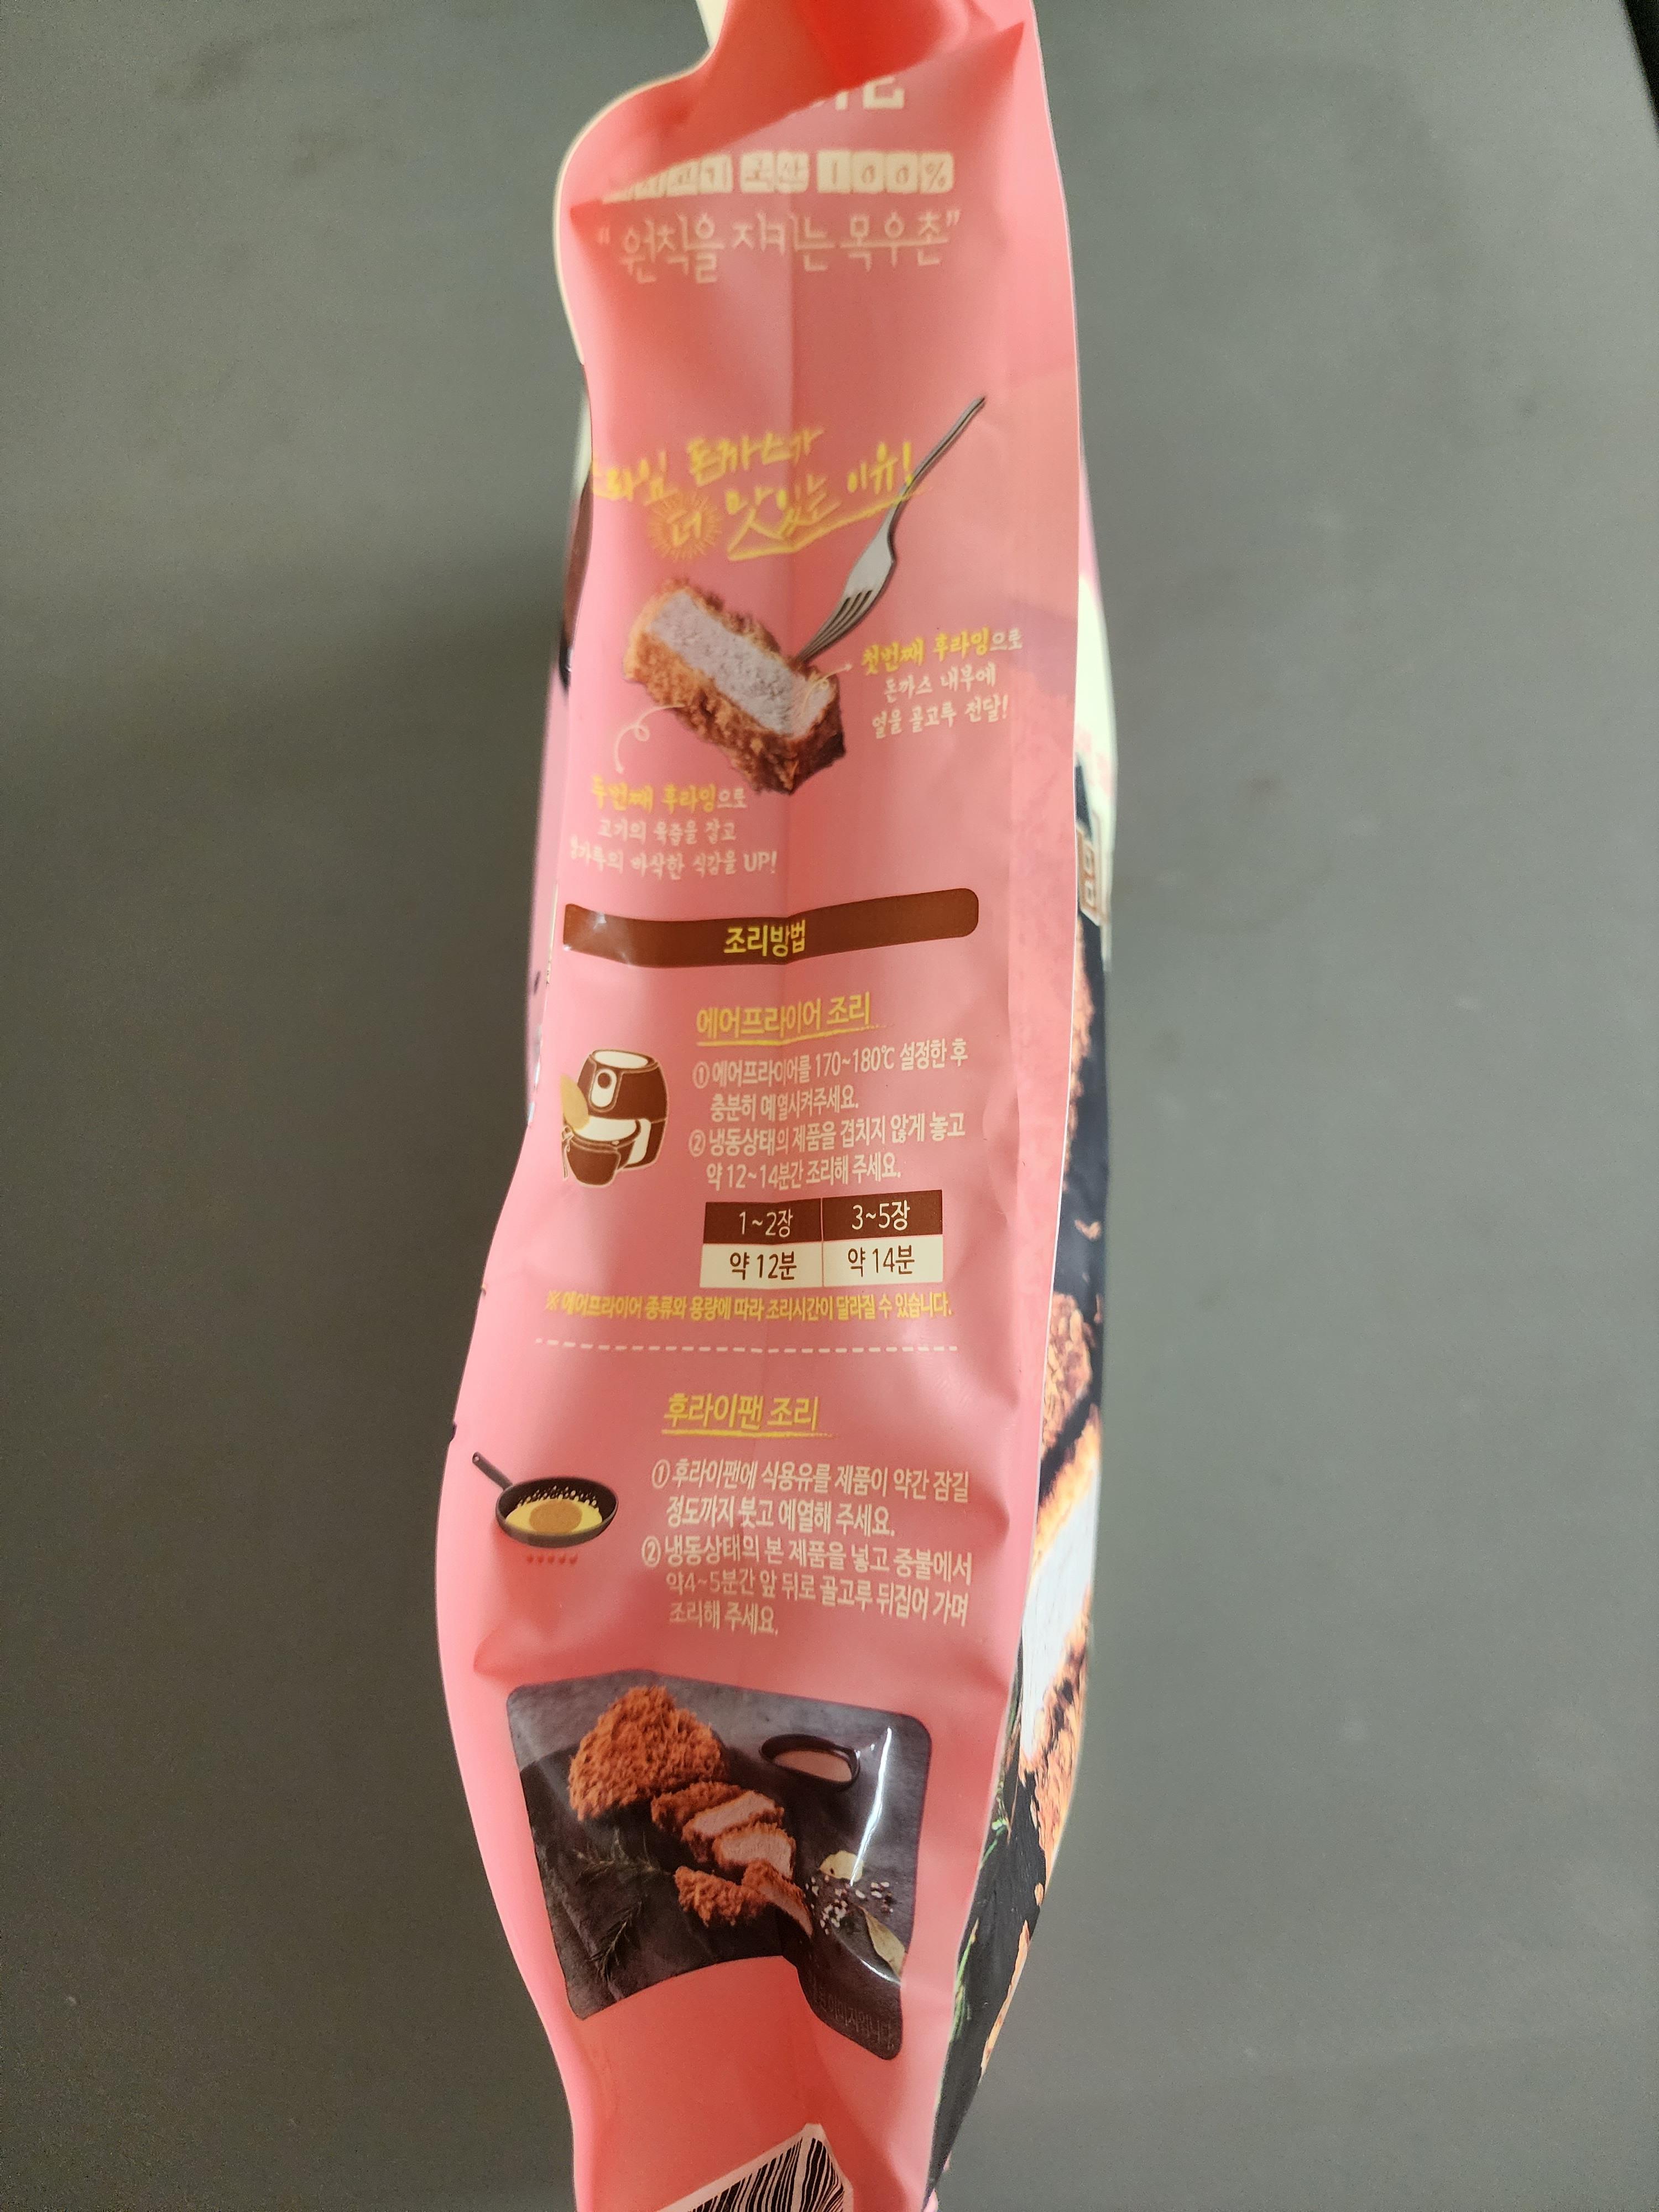 고기 국산 100%
"원칙을 지키는 목우촌"
돈까스가
더 맛있는 이유!
첫번째 후라잉으로
돈까스 내부에
열을 골고루 전달!
두번째 후라잉으로
고기의 육즙을 잡고
바삭한 식감을 UP!
조리방법
에어프라이어 조리
① 에어프라이어를 170~180℃ 설정한 후
충분히 예열시켜주세요.
② 냉동상태의 제품을 겹치지 않게 놓고
약 12~14분간 조리해 주세요.
1~2장 3~5장
약 12분 약 14분
※ 에어프라이어 종류와 용량에 따라 조리시간이 달라질 수 있습니다.
후라이팬 조리
① 후라이팬에 식용유를 제품이 약간 잠길
정도까지 붓고 예열해 주세요.
② 냉동상태의 본 제품을 넣고 중불에서
약4~5분간 앞 뒤로 골고루 뒤집어 가며
조리해 주세요.